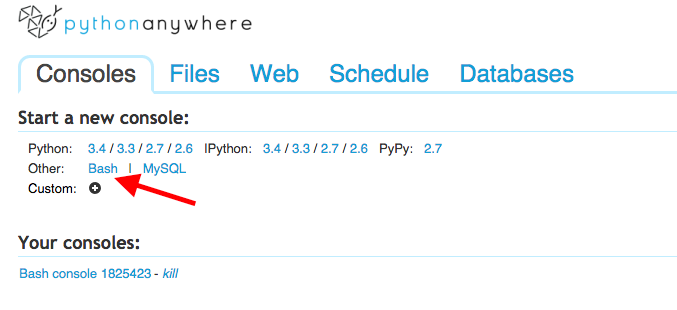 pythonanywhere
Consoles Files Web Schedule Databases
Start a new console:
Python: 3.4 / 3.3 / 2.7 / 2.6 IPython: 3.4 / 3.3 / 2.7 / 2.6 PyPy: 2.7
Other: Bash | MySQL
Custom:
Your consoles:
Bash console 1825423 - kill